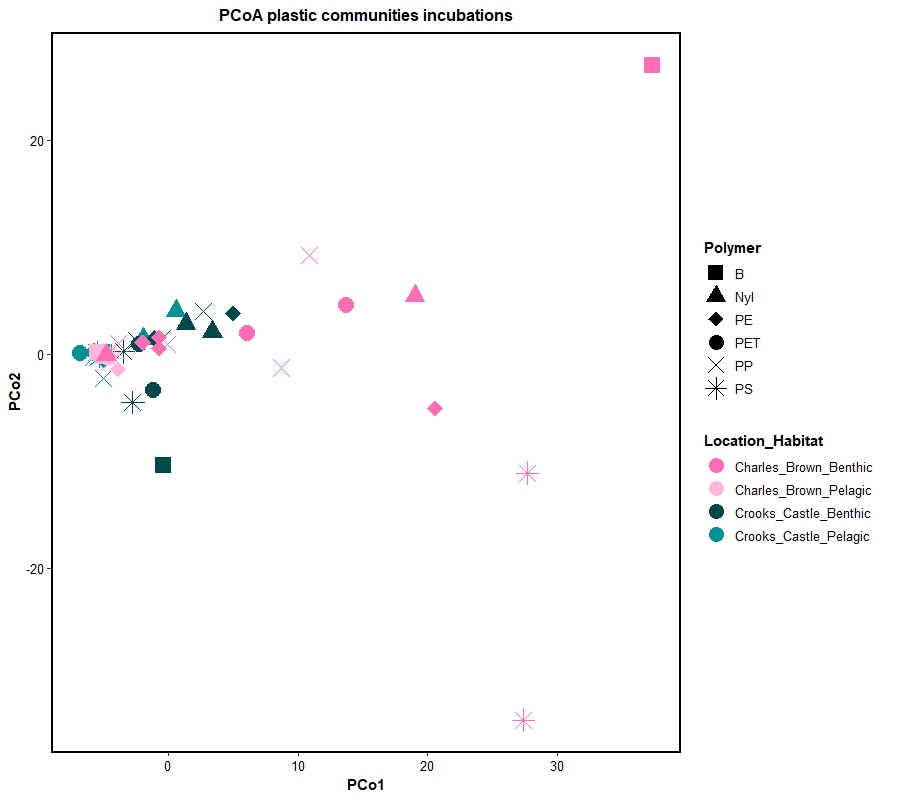 PCoA plastic communities incubations
20
0
-20
PCo2
0
10
20
30
PCo1
Polymer
B
Nyl
PE
PET
PP
PS
Location_Habitat
Charles_Brown_Benthic
Charles_Brown_Pelagic
Crooks_Castle_Benthic
Crooks_Castle_Pelagic